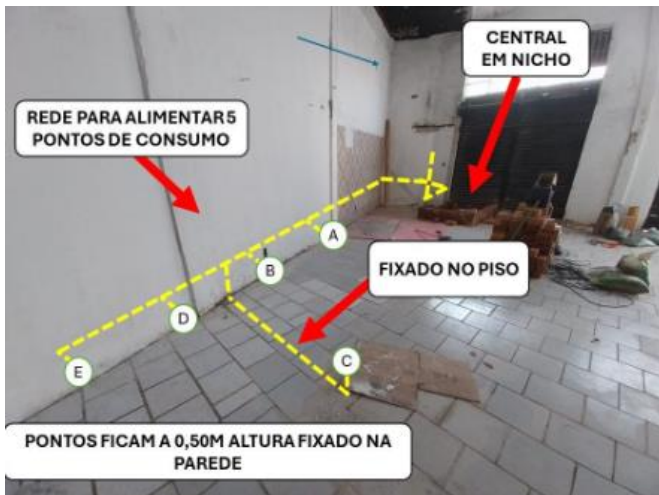 CENTRAL
EM NICHO
REDE PARA ALIMENTAR 5
PONTOS DE CONSUMO
A
B
FIXADO NO PISO
D
C
E
PONTOS FICAM A 0,50M ALTURA FIXADO NA
PAREDE